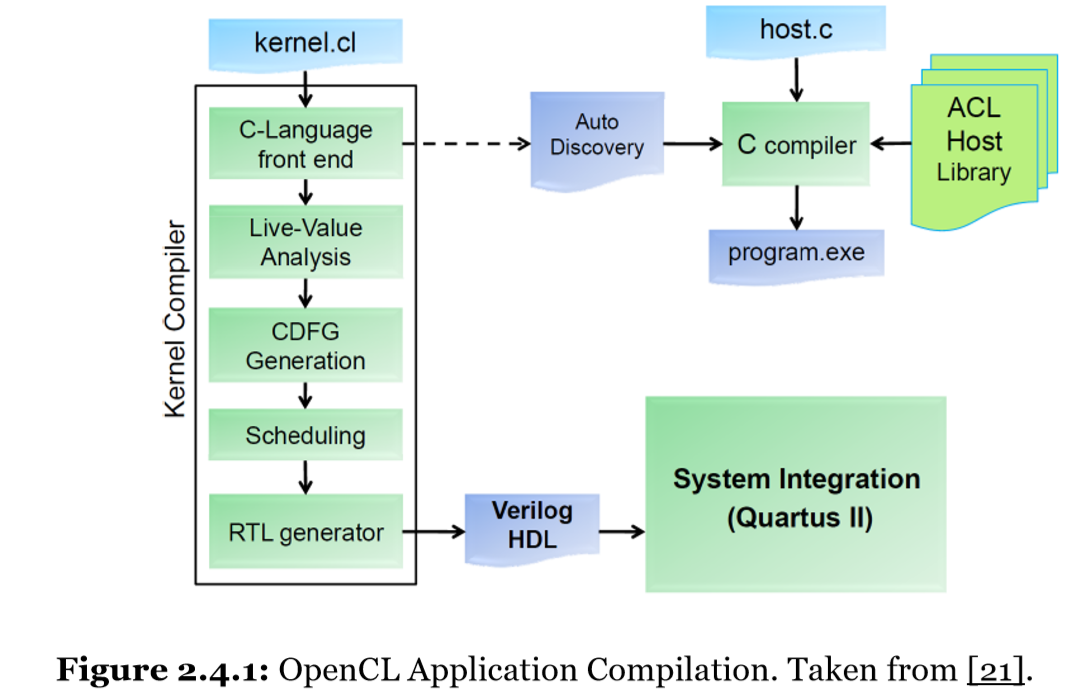 kernel.cl
host.c
C-Language
front end
Auto
Discovery
C compiler
ACL
Host
Library
Live-Value
Analysis
program.exe
CDFG
Generation
Kernel Compiler
Scheduling
RTL generator
Verilog
HDL
System Integration
(Quartus II)
Figure 2.4.1: OpenCL Application Compilation. Taken from [21].